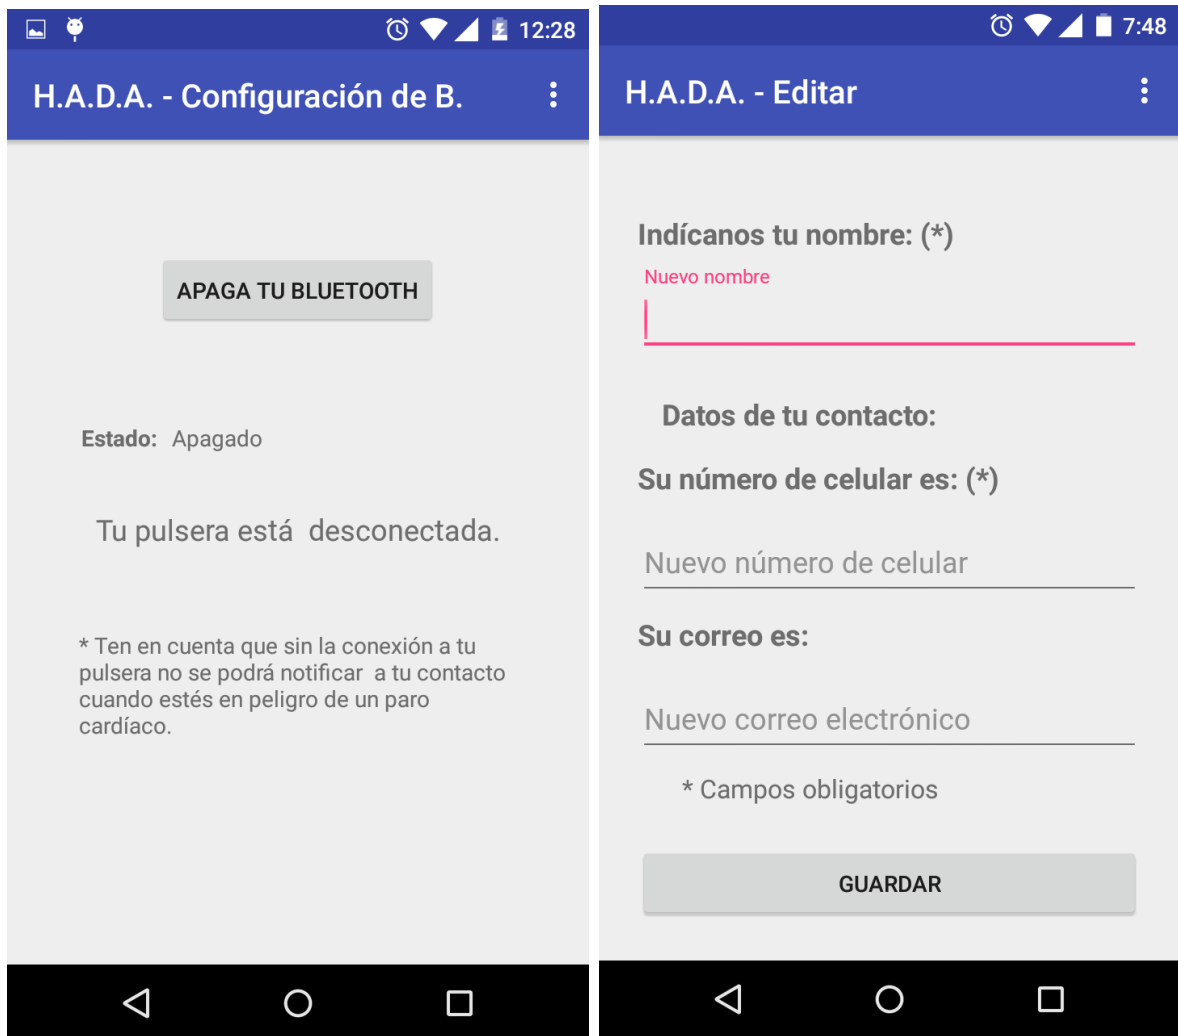 12:28
H.A.D.A. - Configuración de B.
APAGA TU BLUETOOTH
Estado: Apagado
Tu pulsera está desconectada.
* Ten en cuenta que sin la conexión a tu
pulsera no se podrá notificar a tu contacto
cuando estés en peligro de un paro
cardíaco.
7:48
H.A.D.A. - Editar
Indícanos tu nombre: (*)
Nuevo nombre
Datos de tu contacto:
Su número de celular es: (*)
Nuevo número de celular
Su correo es:
Nuevo correo electrónico
* Campos obligatorios
GUARDAR